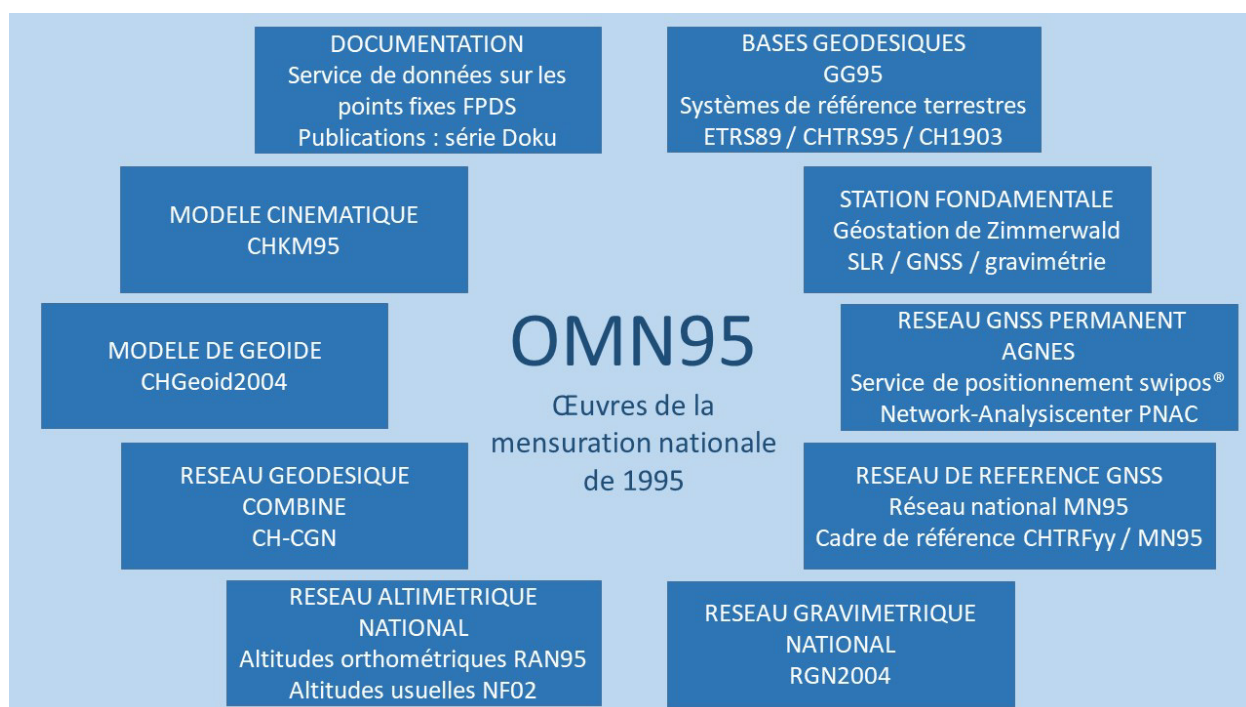 DOCUMENTATION
Service de données sur les
points fixes FPDS
Publications : série Doku
BASES GEODESIQUES
GG95
Systèmes de référence terrestres
ETRS89 / CHTRS95 / CH1903
MODELE CINEMATIQUE
CHKM95
STATION FONDAMENTALE
Géostation de Zimmerwald
SLR / GNSS / gravimétrie
MODELE DE GEOIDE
CHGeoid2004
OMN95
Œuvres de la
mensuration nationale
de 1995
RESEAU GNSS PERMANENT
AGNES
Service de positionnement swipos®
Network-Analysiscenter PNAC
RESEAU GEODESIQUE
COMBINE
CH-CGN
RESEAU DE REFERENCE GNSS
Réseau national MN95
Cadre de référence CHTRFyy / MN95
RESEAU ALTIMETRIQUE
NATIONAL
Altitudes orthométriques RAN95
Altitudes usuelles NF02
RESEAU GRAVIMETRIQUE
NATIONAL
RGN2004